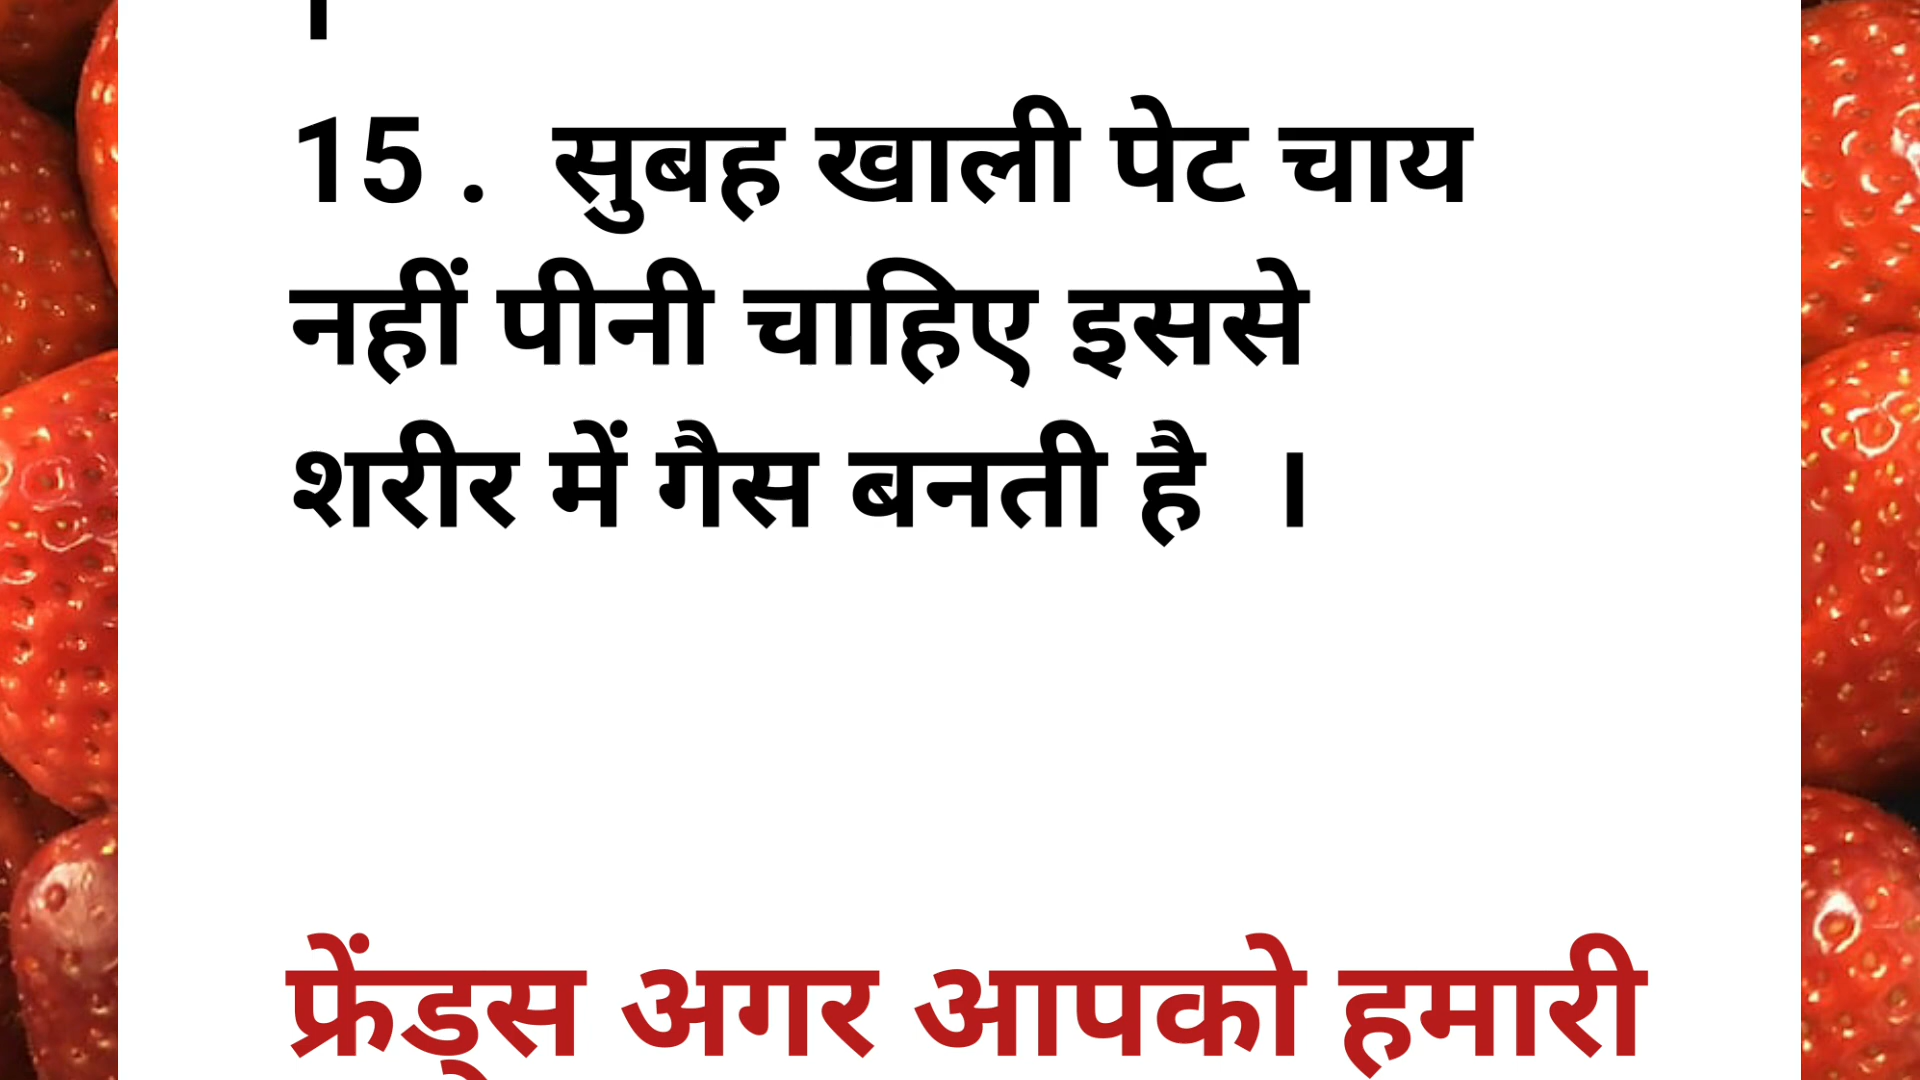 ।
15 . सुबह खाली पेट चाय
नहीं पीनी चाहिए इससे
शरीर में गैस बनती है ।
फ्रेंड्स अगर आपको हमारी